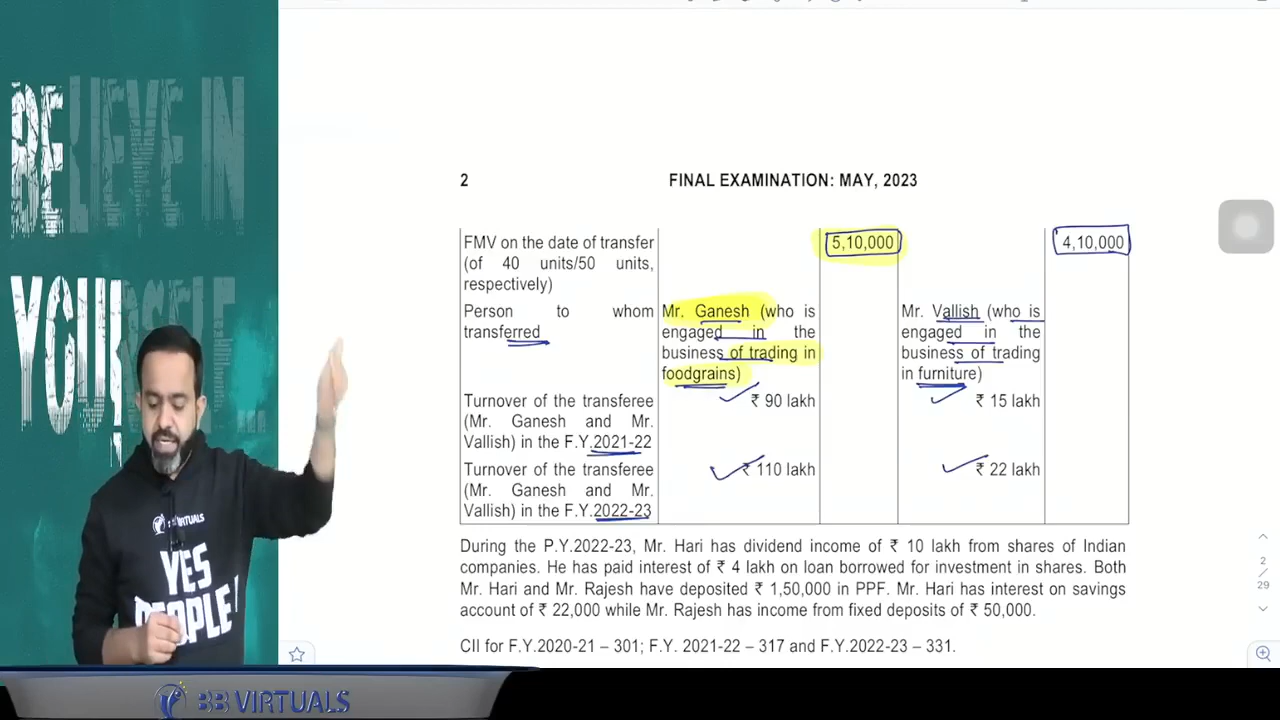 BELIEVE IN
YOURSELF...
BB VIRTUALS
YES
PEOPLE!
BB VIRTUALS
2 FINAL EXAMINATION: MAY, 2023
FMV on the date of transfer
(of 40 units/50 units,
respectively)
5,10,000
4,10,000
Person to whom
transferred
Mr. Ganesh (who is
engaged in the
business of trading in
foodgrains)
Mr. Vallish (who is
engaged in the
business of trading
in furniture)
Turnover of the transferee
(Mr. Ganesh and Mr.
Vallish) in the F.Y.2021-22
₹ 90 lakh
₹ 15 lakh
Turnover of the transferee
(Mr. Ganesh and Mr.
Vallish) in the F.Y.2022-23
₹ 110 lakh
₹ 22 lakh
During the P.Y.2022-23, Mr. Hari has dividend income of ₹ 10 lakh from shares of Indian
companies. He has paid interest of ₹ 4 lakh on loan borrowed for investment in shares. Both
Mr. Hari and Mr. Rajesh have deposited ₹ 1,50,000 in PPF. Mr. Hari has interest on savings
account of ₹ 22,000 while Mr. Rajesh has income from fixed deposits of ₹ 50,000.
CII for F.Y.2020-21 – 301; F.Y. 2021-22 – 317 and F.Y.2022-23 – 331.
2
/
29